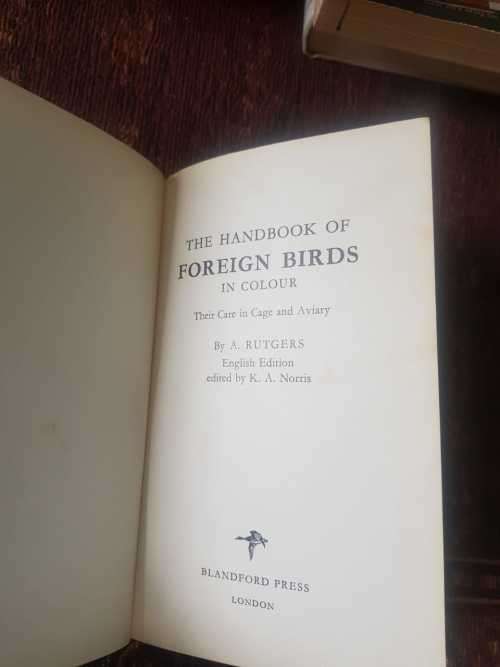 THE HANDBOOK OF
FOREIGN BIRDS
IN COLOUR
Their Care in Cage and Aviary
By A. RUTGERS
English Edition
edited by K. A. Norris
BLANDFORD PRESS
LONDON